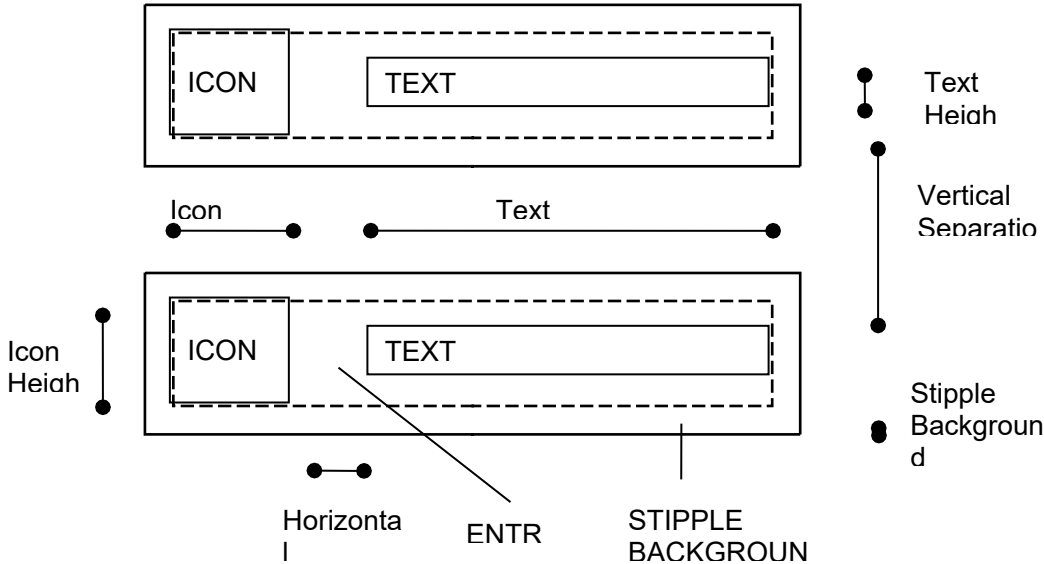 ICON
TEXT
Text
Heigh
Icon
Text
Vertical
Separatio
ICON
TEXT
Icon
Heigh
Stipple
Backgroun
d
Horizonta
l
ENTR
STIPPLE
BACKGROUN